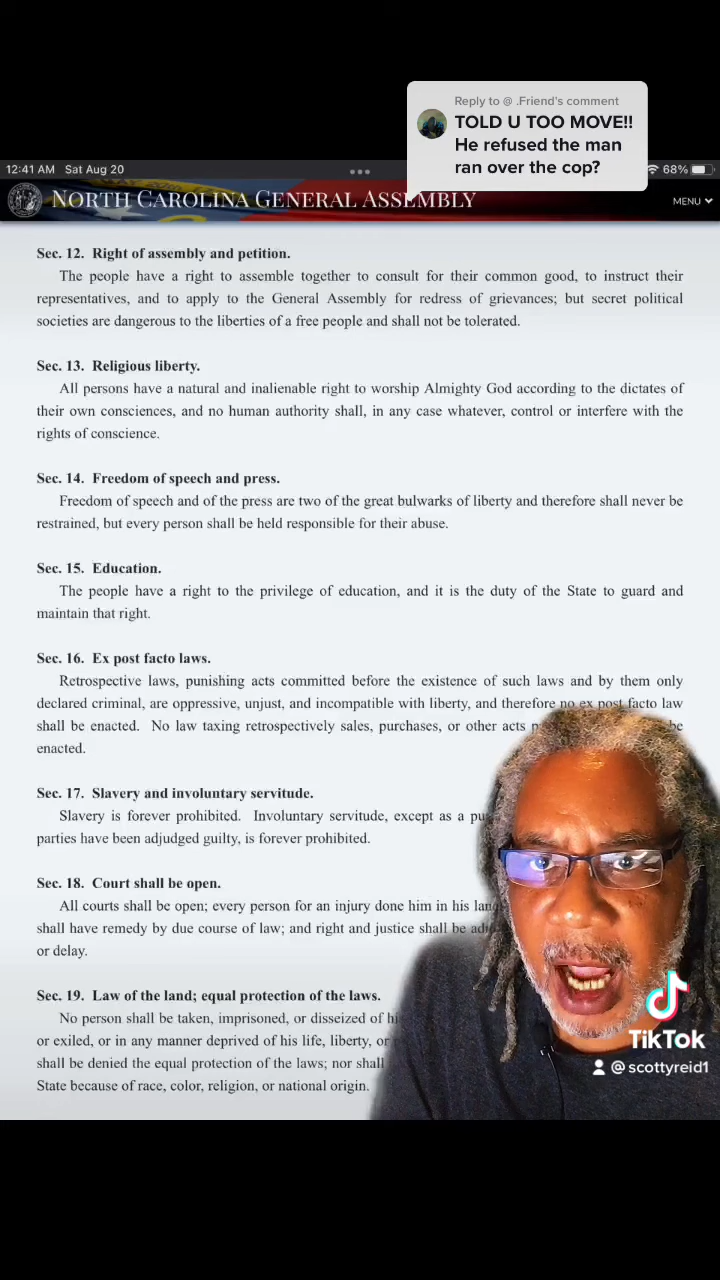 Reply to @ .Friend's comment
TOLD U TOO MOVE!!
He refused the man
ran over the cop?
12:41 AM Sat Aug 20
68%
NORTH CAROLINA GENERAL ASSEMBLY
MENU
Sec. 12. Right of assembly and petition.
The people have a right to assemble together to consult for their common good, to instruct their
representatives, and to apply to the General Assembly for redress of grievances; but secret political
societies are dangerous to the liberties of a free people and shall not be tolerated.
Sec. 13. Religious liberty.
All persons have a natural and inalienable right to worship Almighty God according to the dictates of
their own consciences, and no human authority shall, in any case whatever, control or interfere with the
rights of conscience.
Sec. 14. Freedom of speech and press.
Freedom of speech and of the press are two of the great bulwarks of liberty and therefore shall never be
restrained, but every person shall be held responsible for their abuse.
Sec. 15. Education.
The people have a right to the privilege of education, and it is the duty of the State to guard and
maintain that right.
Sec. 16. Ex post facto laws.
Retrospective laws, punishing acts committed before the existence of such laws and by them only
declared criminal, are oppressive, unjust, and incompatible with liberty, and therefore no ex post facto law
shall be enacted. No law taxing retrospectively sales, purchases, or other acts be
enacted.
Sec. 17. Slavery and involuntary servitude.
Slavery is forever prohibited. Involuntary servitude, except as a
parties have been adjudged guilty, is forever prohibited.
Sec. 18. Court shall be open.
All courts shall be open; every person for an injury done him in his
shall have remedy by due course of law; and right and justice shall be
or delay.
Sec. 19. Law of the land; equal protection of the laws.
No person shall be taken, imprisoned, or disseized of
or exiled, or in any manner deprived of his life, liberty, or
shall be denied the equal protection of the laws; nor shall
State because of race, color, religion, or national origin.
TikTok
@scottyreid1